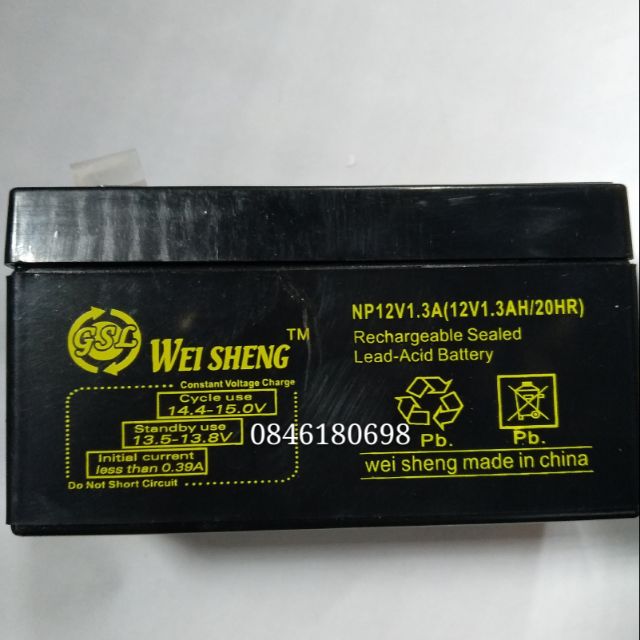 NP12V1.3A(12V1.3AH/20HR)
Rechargeable Sealed
Lead-Acid Battery
GSL WEI SHENG TM
Constant Voltage Charge
Cycle use
14.4-15.0V
Standby use
13.5-13.8V
Initial current
less than 0.39A
Do Not Short Circuit
0846180698
Pb. Pb.
wei sheng made in china